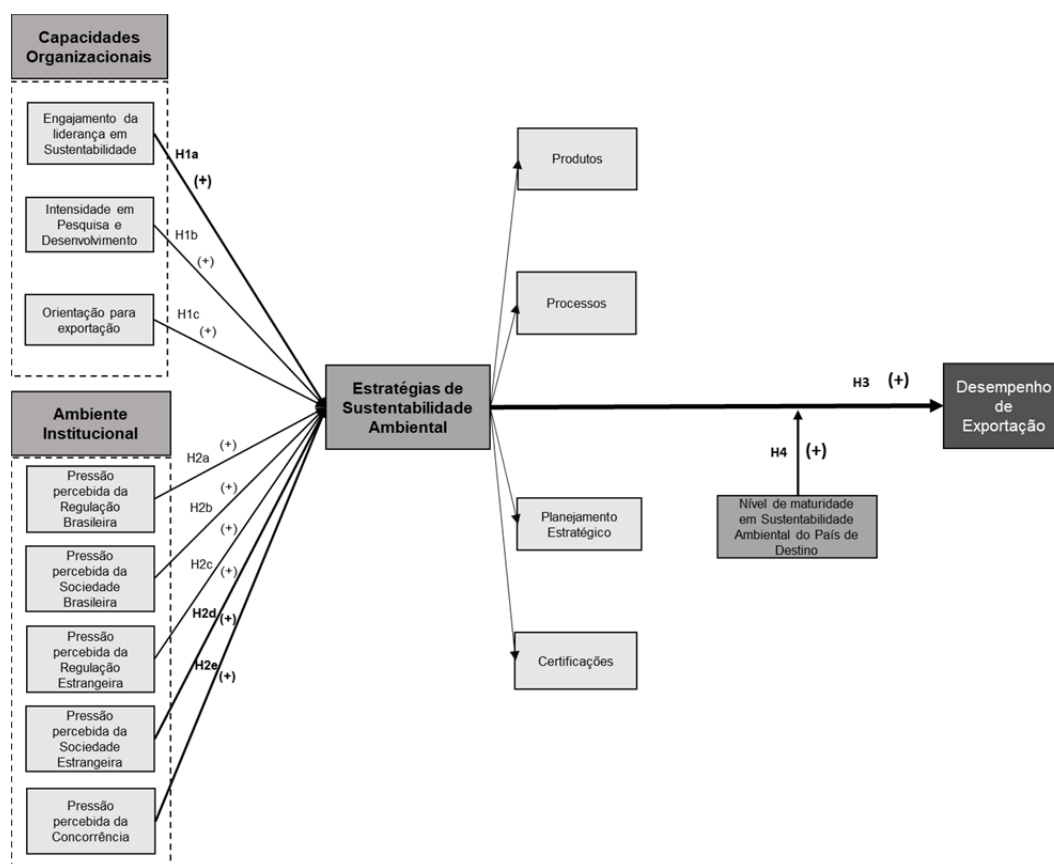 Capacidades
Organizacionais
Engajamento da
liderança em
Sustentabilidade
H1a
(+)
Intensidade em
Pesquisa e
Desenvolvimento
H1b
(+)
Orientação para
exportação
H1c
(+)
Ambiente
Institucional
Pressão
percebida da
Regulação
Brasileira
H2a
(+)
Pressão
percebida da
Sociedade
Brasileira
H2b
(+)
Pressão
percebida da
Regulação
Estrangeira
H2c
(+)
Pressão
percebida da
Sociedade
Estrangeira
H2d
(+)
Pressão
percebida da
Concorrência
H2e
(+)
(+)
Estratégias de
Sustentabilidade
Ambiental
Produtos
Processos
Planejamento
Estratégico
Certificações
H3 (+)
H4 (+)
Nível de maturidade
em Sustentabilidade
Ambiental do País de
Destino
Desempenho
de
Exportação